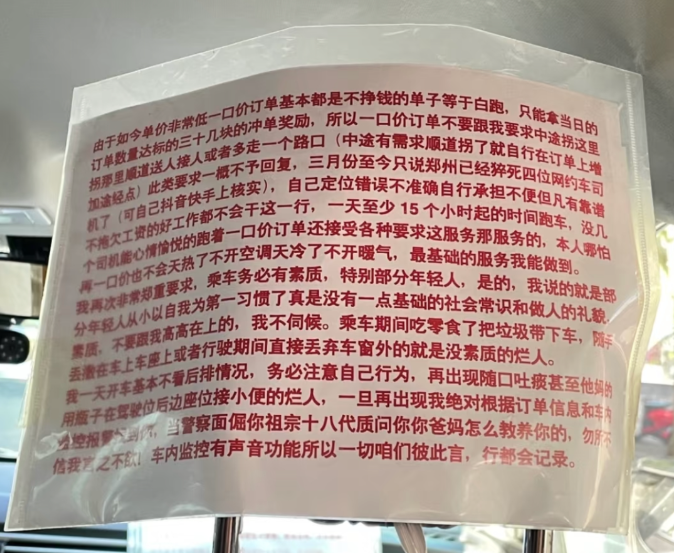 由于如今单价非常低一口价订单基本都是不挣钱的单子等于白跑，只能拿当日的
订单数量达标的三十几块的冲单奖励，所以一口价订单不要跟我要求中途拐这里
拐那里顺道送人接人或者多走一个路口（中途有需求顺道拐了就自行在订单上增
加途轻点）此类要求一概不予回复，三月份至今只说郑州已经猝死四位网约车司
机了（可自己抖音快手上核实），自己定位错误不准确自行承担不便但凡有靠谱
不拖欠工资的好工作都不会干这一行，一天至少15个小时起的时间跑车，没几
个司机能心情愉悦的跑着一口价订单还接受各种要求这服务那服务的，本人哪怕
再一口价也不会天热了不开空调天冷了不开暖气，最基础的服务我能做到。
我再次非常郑重要求，乘车务必有素质，特别部分年轻人，是的，我说的就是部
分年轻人从小以自我为第一习惯了真是没有一点基础的社会常识和做人的礼貌
素质，不要跟我高高在上的，我不伺候。乘车期间吃零食了把垃圾带下车，随手
丢散在车上车座上或者行驶期间直接丢弃车窗外的就是没素质的烂人。
我一天开车基本不看后排情况，务必注意自己行为，再出现随口吐痰甚至他妈的
用瓶子在驾驶位后边座位接小便的烂人，一旦再出现我绝对根据订单信息和车内
监控报警，当警察面倔你祖宗十八代质问你你爸妈怎么教养你的，勿
信我言之不 车内监控有声音功能所以一切咱们彼此言，行都会记录。